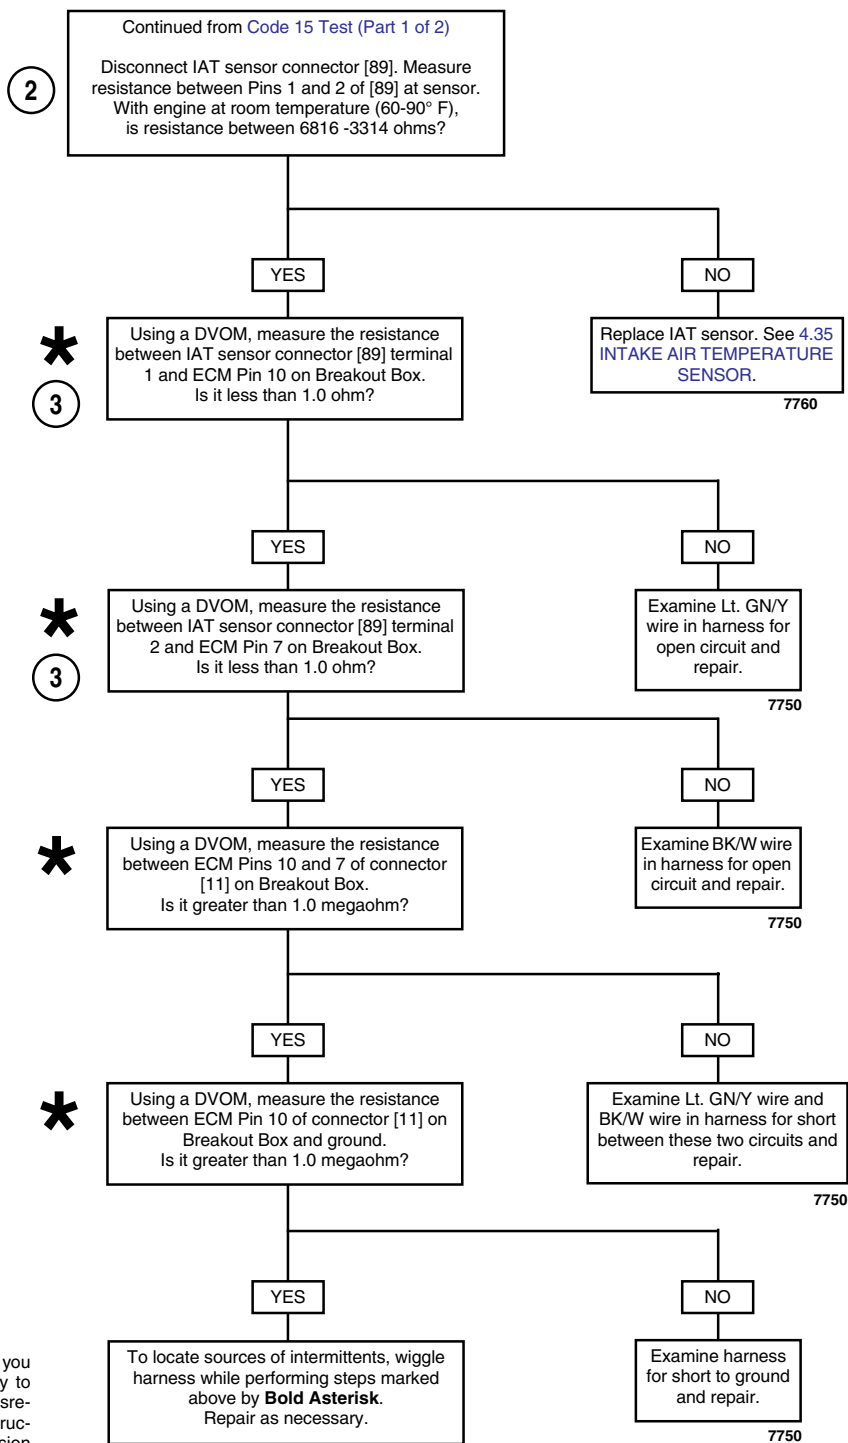 Continued from Code 15 Test (Part 1 of 2)
Disconnect IAT sensor connector [89]. Measure
resistance between Pins 1 and 2 of [89] at sensor.
With engine at room temperature (60-90° F),
is resistance between 6816 -3314 ohms?
2
YES
NO
Using a DVOM, measure the resistance
between IAT sensor connector [89] terminal
1 and ECM Pin 10 on Breakout Box.
Is it less than 1.0 ohm?
*
3
Replace IAT sensor. See 4.35
INTAKE AIR TEMPERATURE
SENSOR.
7760
YES
NO
Using a DVOM, measure the resistance
between IAT sensor connector [89] terminal
2 and ECM Pin 7 on Breakout Box.
Is it less than 1.0 ohm?
*
3
Examine Lt. GN/Y
wire in harness for
open circuit and
repair.
7750
YES
NO
Using a DVOM, measure the resistance
between ECM Pins 10 and 7 of connector
[11] on Breakout Box.
Is it greater than 1.0 megaohm?
*
Examine BK/W wire
in harness for open
circuit and repair.
7750
YES
NO
Using a DVOM, measure the resistance
between ECM Pin 10 of connector [11] on
Breakout Box and ground.
Is it greater than 1.0 megaohm?
*
Examine Lt. GN/Y wire and
BK/W wire in harness for short
between these two circuits and
repair.
7750
YES
NO
To locate sources of intermittents, wiggle
harness while performing steps marked
above by Bold Asterisk.
Repair as necessary.
Examine harness
for short to ground
and repair.
7750
you
y to
sre-
ruc-
sion